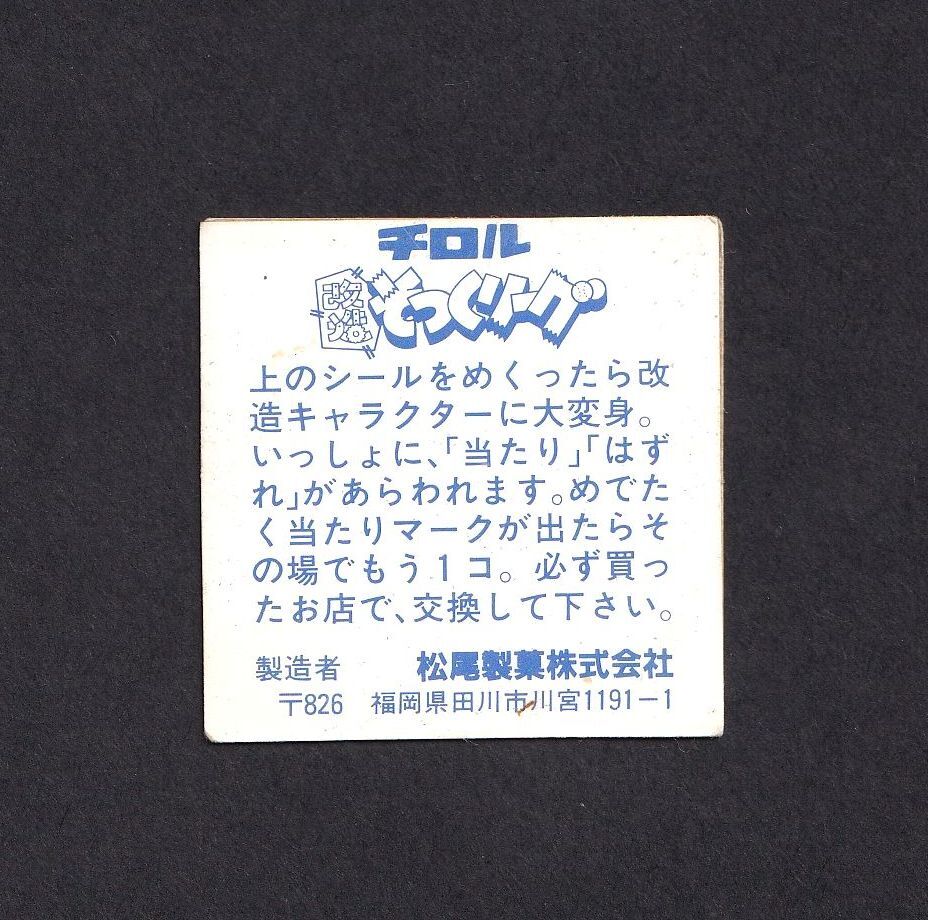 チロル
改造そっくリーグ
上のシールをめくったら改
造キャラクターに大変身。
いっしょに、「当たり」「はず
れ」があらわれます。めでた
く当たりマークが出たらそ
の場でもう1コ。必ず買っ
たお店で、交換して下さい。
製造者 松尾製菓株式会社
〒826 福岡県田川市川宮1191−1